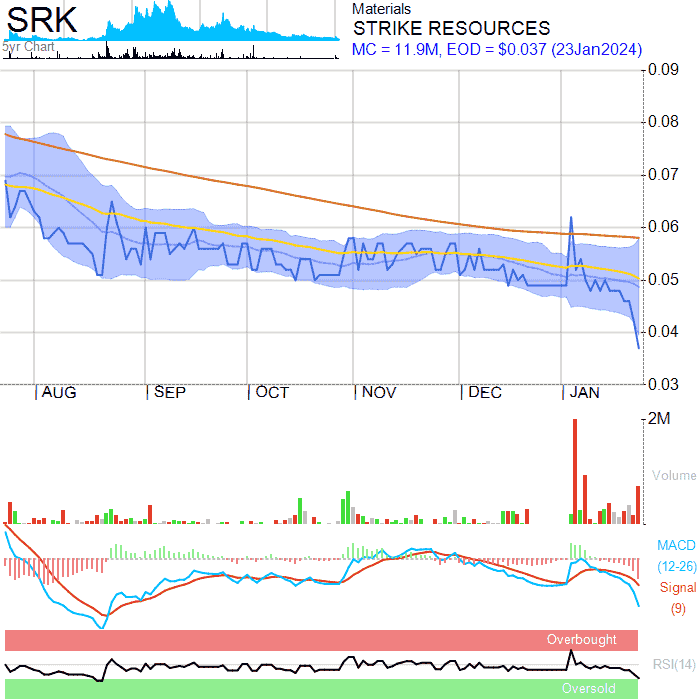 SRK
Materials
STRIKE RESOURCES
5yr Chart
MC = 11.9M, EOD = $0.037 (23Jan2024)
0.09
0.08
0.07
0.06
0.05
0.04
0.03
AUG SEP OCT NOV DEC JAN
2M
Volume
MACD
(12-26)
Signal
(9)
Overbought
RSI(14)
Oversold